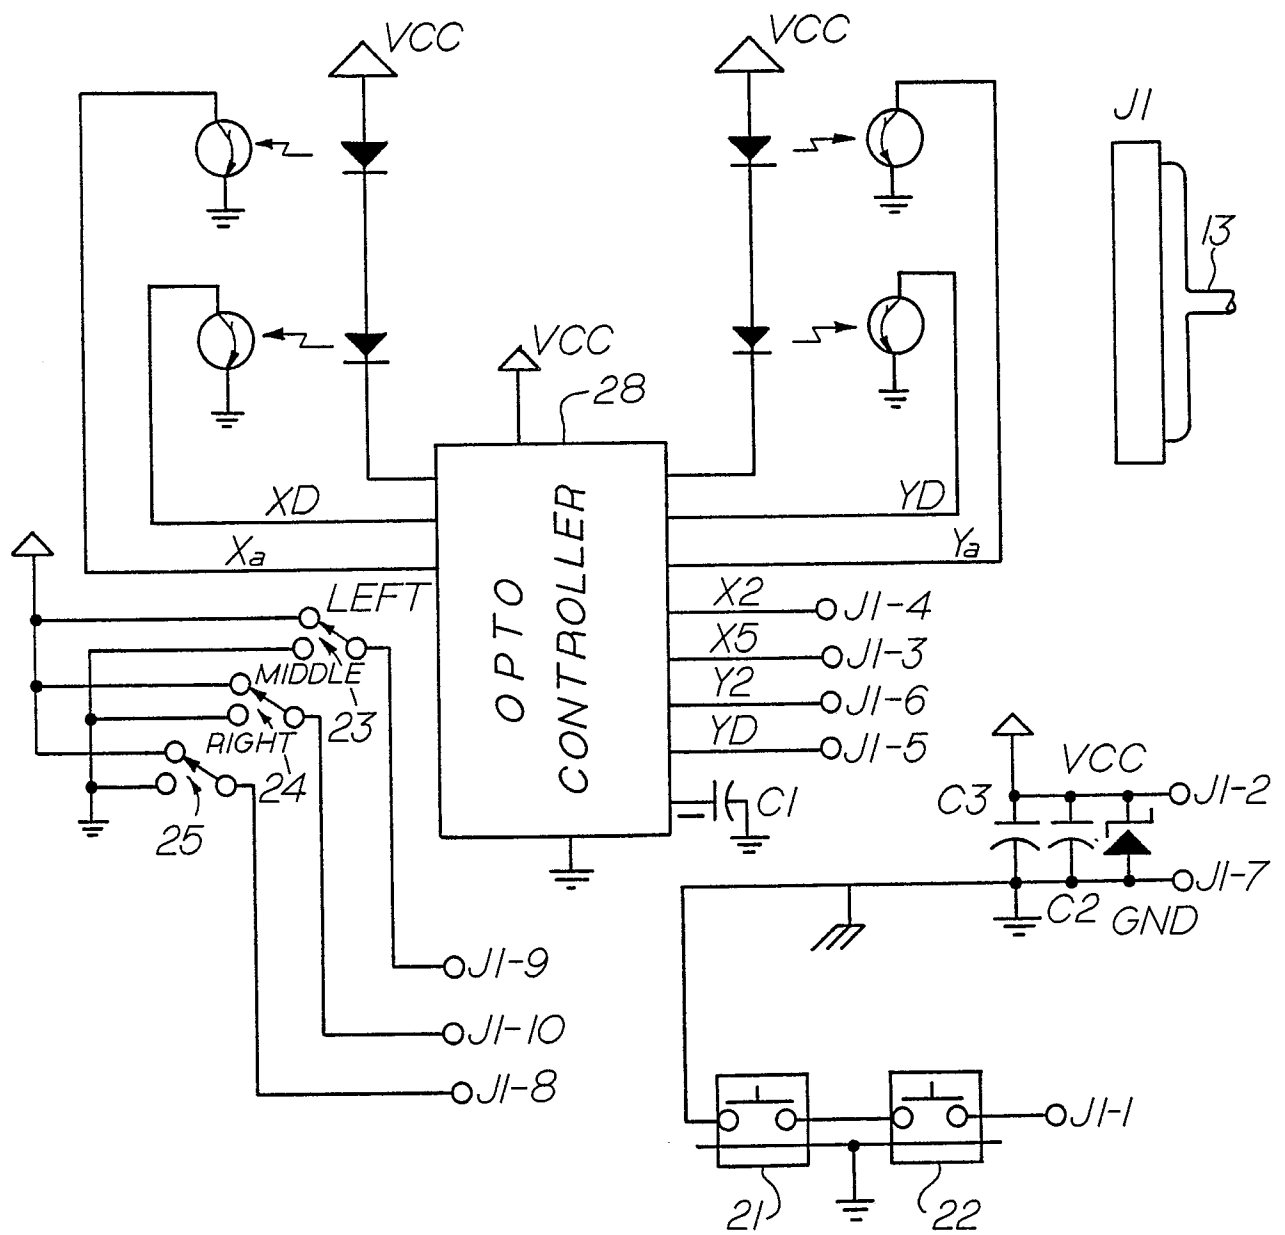 VCC
VCC
J1
13
VCC
28
XD
Xa
YD
Ya
OPTO
CONTROLLER
LEFT
MIDDLE
RIGHT
23
24
25
X2
J1-4
X5
J1-3
Y2
J1-6
YD
J1-5
C1
VCC
C3
J1-2
J1-7
C2
GND
J1-9
J1-10
J1-8
J1-1
21
22